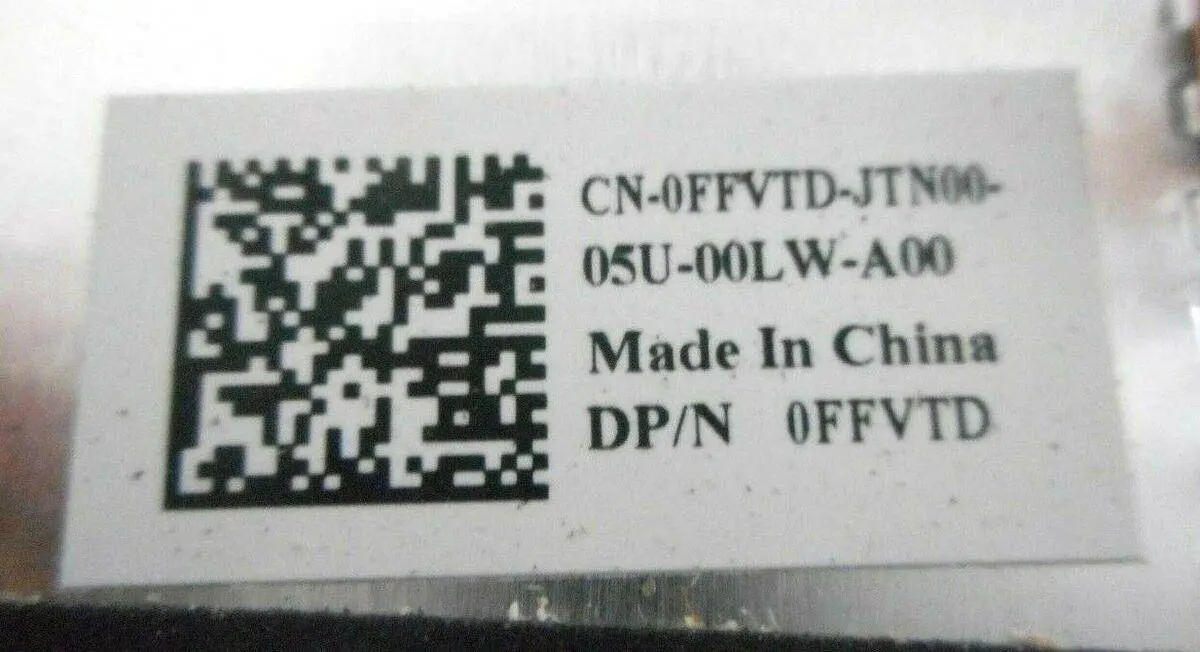 CN-0FFVTD-JTN00-
05U-00LW-A00
Made In China
DP/N 0FFVTD